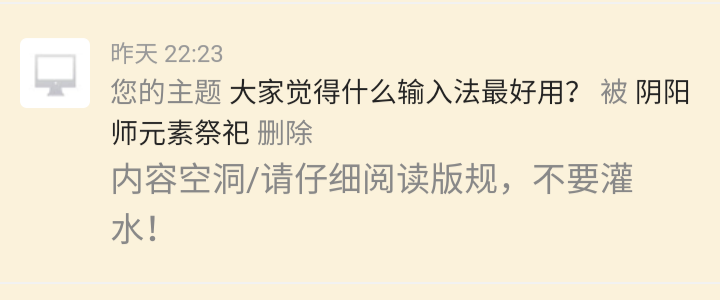 昨天 22:23
您的主题 大家觉得什么输入法最好用？ 被 阴阳
师元素祭祀 删除
内容空洞/请仔细阅读版规，不要灌
水！